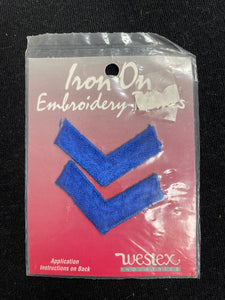 Iron On
Embroidery
Application
Instructions on Back
Westex